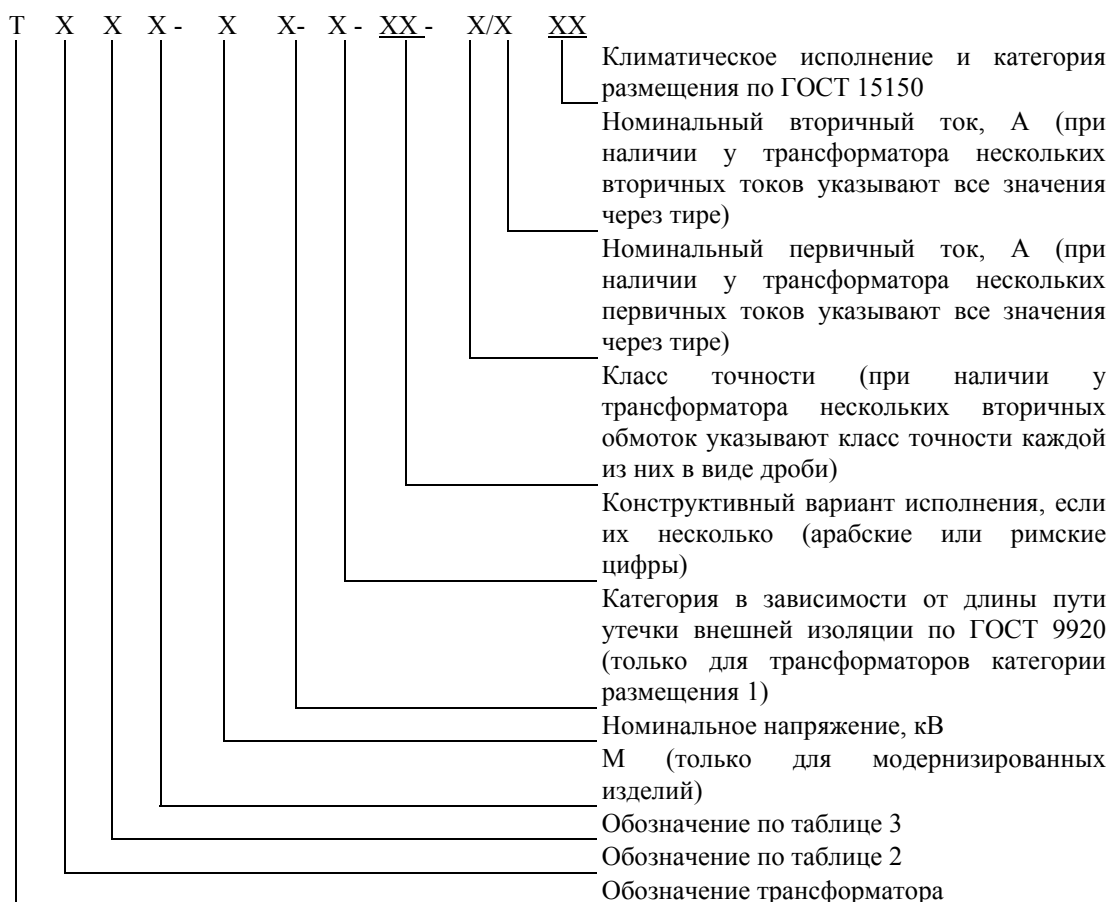 Т Х Х Х - Х Х- Х - ХХ - Х/Х ХХ
Климатическое исполнение и категория
размещения по ГОСТ 15150
Номинальный вторичный ток, А (при
наличии у трансформатора нескольких
вторичных токов указывают все значения
через тире)
Номинальный первичный ток, А (при
наличии у трансформатора нескольких
первичных токов указывают все значения
через тире)
Класс точности (при наличии у
трансформатора нескольких вторичных
обмоток указывают класс точности каждой
из них в виде дроби)
Конструктивный вариант исполнения, если
их несколько (арабские или римские
цифры)
Категория в зависимости от длины пути
утечки внешней изоляции по ГОСТ 9920
(только для трансформаторов категории
размещения 1)
Номинальное напряжение, кВ
М (только для модернизированных
изделий)
Обозначение по таблице 3
Обозначение по таблице 2
Обозначение трансформатора